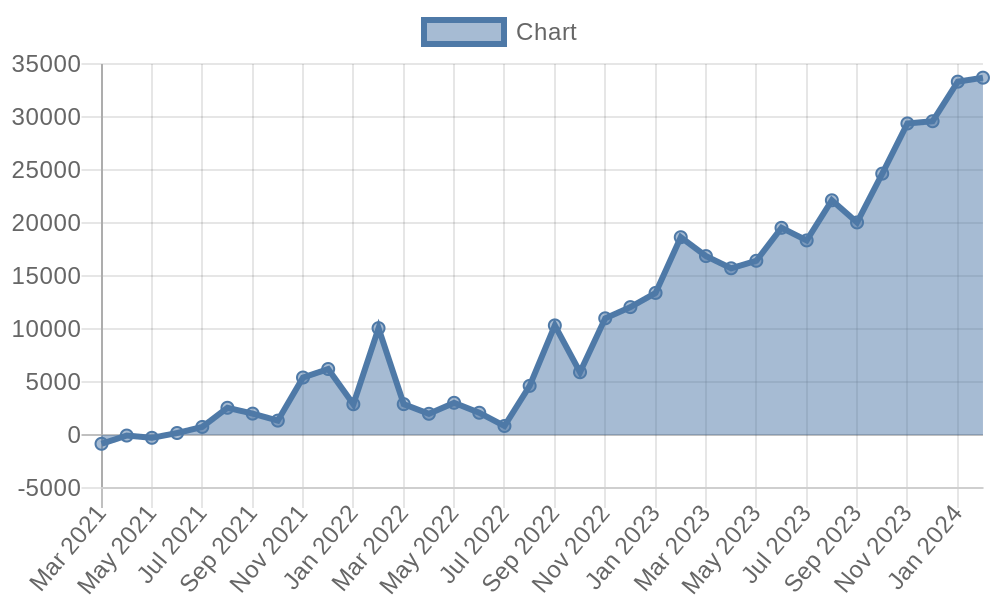 Chart
35000
30000
25000
20000
15000
10000
5000
0
-5000
Mar 2021
May 2021
Jul 2021
Sep 2021
Nov 2021
Jan 2022
Mar 2022
May 2022
Jul 2022
Sep 2022
Nov 2022
Jan 2023
Mar 2023
May 2023
Jul 2023
Sep 2023
Nov 2023
Jan 2024